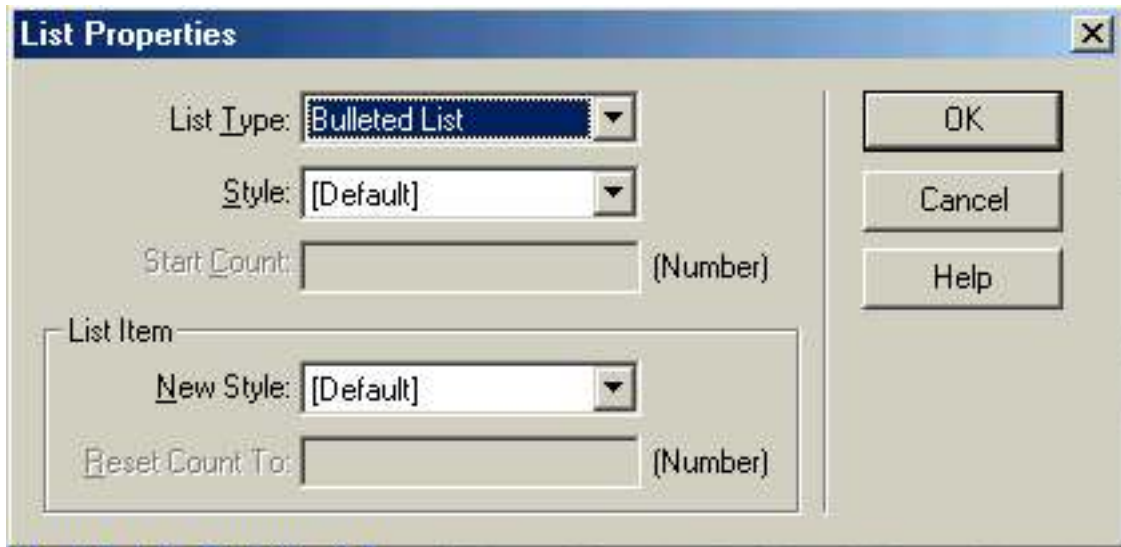 List Properties
List Type: Bulleted List
OK
Style: [Default]
Cancel
Start Count: (Number)
Help
List Item
New Style: [Default]
Reset Count To: (Number)